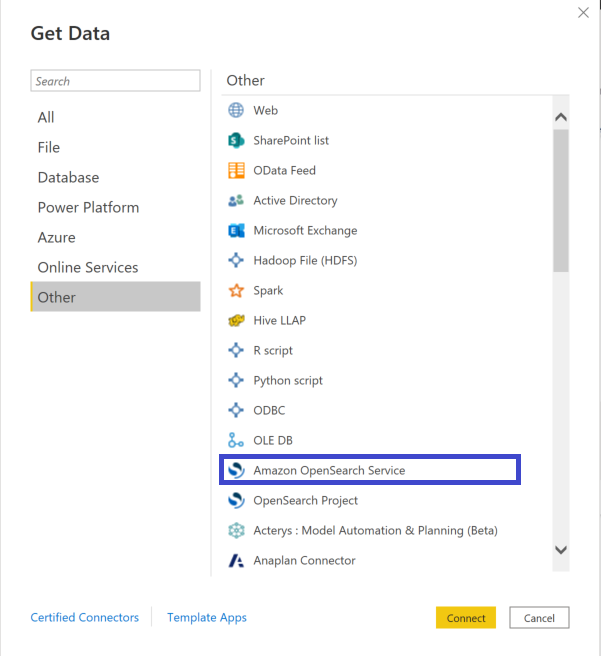 Get Data
Search
All
File
Database
Power Platform
Azure
Online Services
Other
Other
Web
SharePoint list
OData Feed
Active Directory
Microsoft Exchange
Hadoop File (HDFS)
Spark
Hive LLAP
R script
Python script
ODBC
OLE DB
Amazon OpenSearch Service
OpenSearch Project
Acterys : Model Automation & Planning (Beta)
Anaplan Connector
Certified Connectors
Template Apps
Connect
Cancel